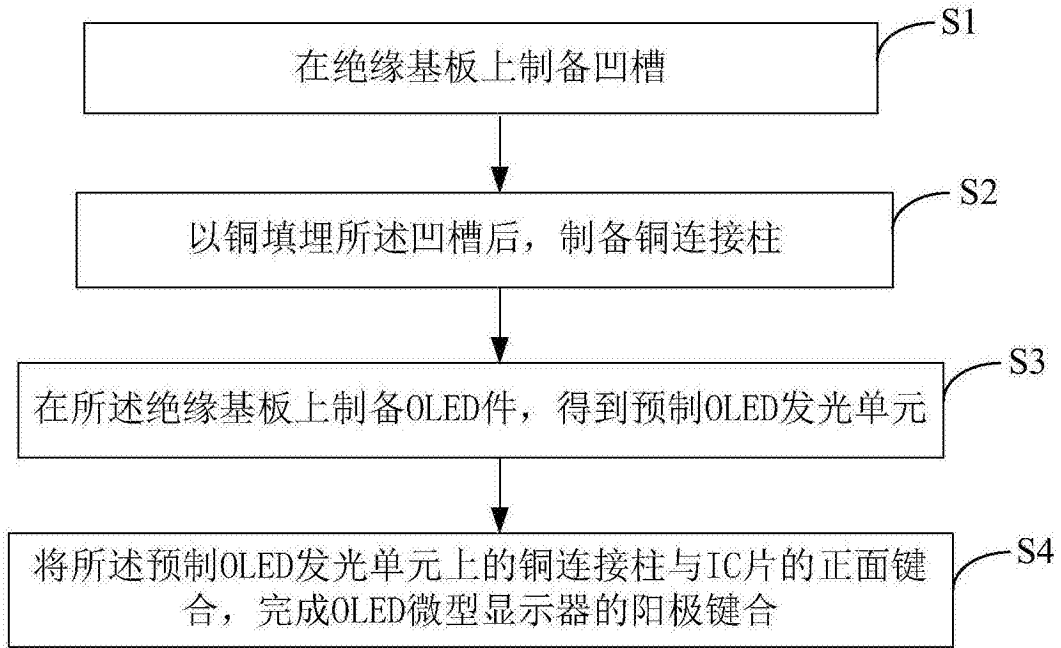 S1
在绝缘基板上制备凹槽
S2
以铜填埋所述凹槽后，制备铜连接柱
S3
在所述绝缘基板上制备OLED件，得到预制OLED发光单元
S4
将所述预制OLED发光单元上的铜连接柱与IC片的正面键
合，完成OLED微型显示器的阳极键合